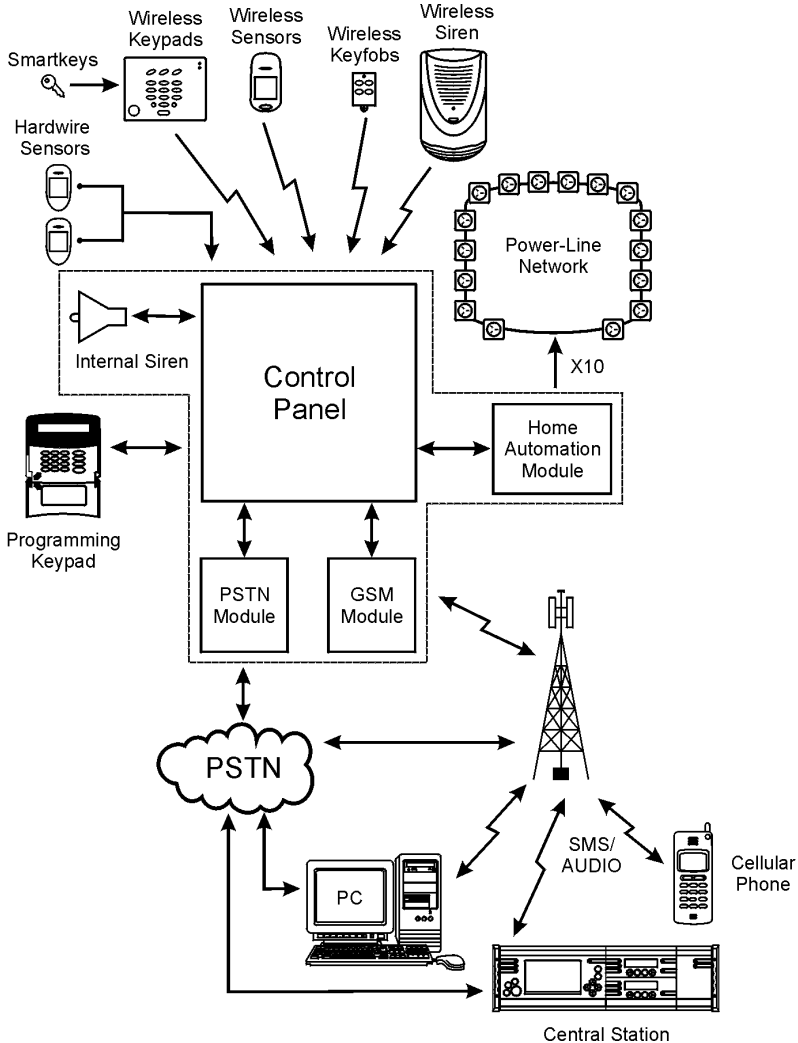 Wireless
Keypads
Wireless
Sensors
Wireless
Keyfobs
Wireless
Siren
Smartkeys
Hardwire
Sensors
Power-Line
Network
Internal Siren
Control
Panel
X10
Home
Automation
Module
Programming
Keypad
PSTN
Module
GSM
Module
PSTN
SMS/
AUDIO
Cellular
Phone
PC
Central Station